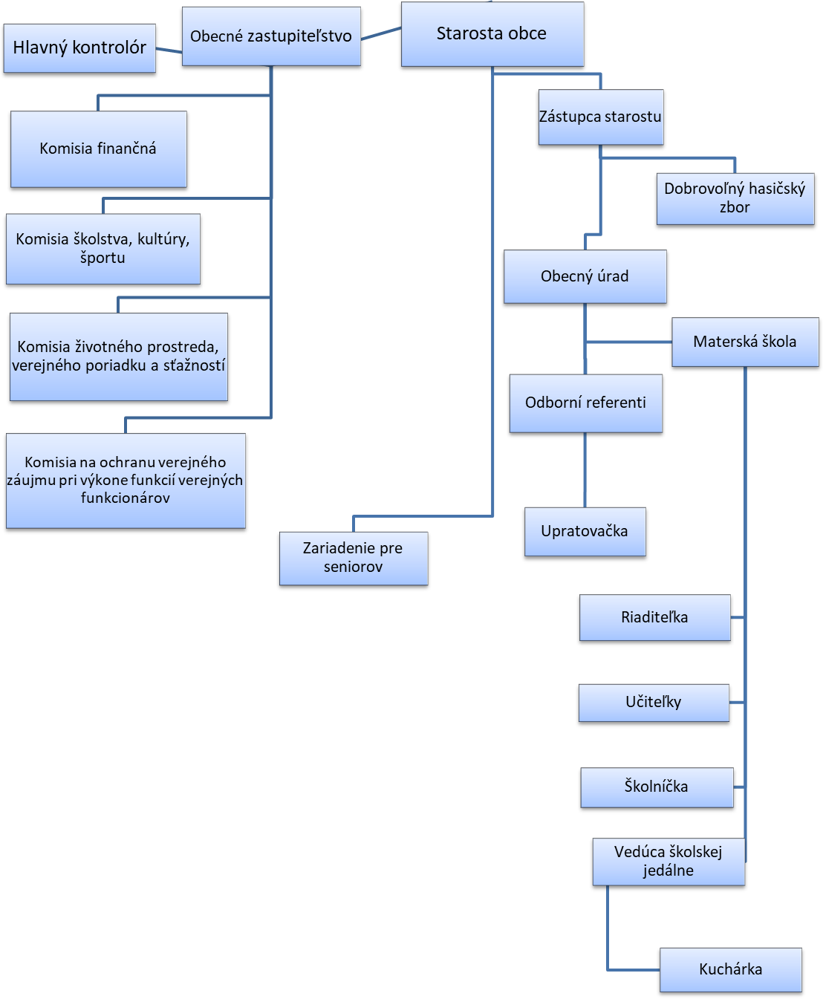 Hlavný kontrolór
Obecné zastupiteľstvo
Starosta obce
Zástupca starostu
Komisia finančná
Dobrovoľný hasičský
zbor
Komisia školstva, kultúry,
športu
Obecný úrad
Komisia životného prostreda,
verejného poriadku a sťažností
Materská škola
Odborní referenti
Komisia na ochranu verejného
záujmu pri výkone funkcií verejných
funkcionárov
Upratovačka
Zariadenie pre
seniorov
Riaditeľka
Učiteľky
Školníčka
Vedúca školskej
jedálne
Kuchárka